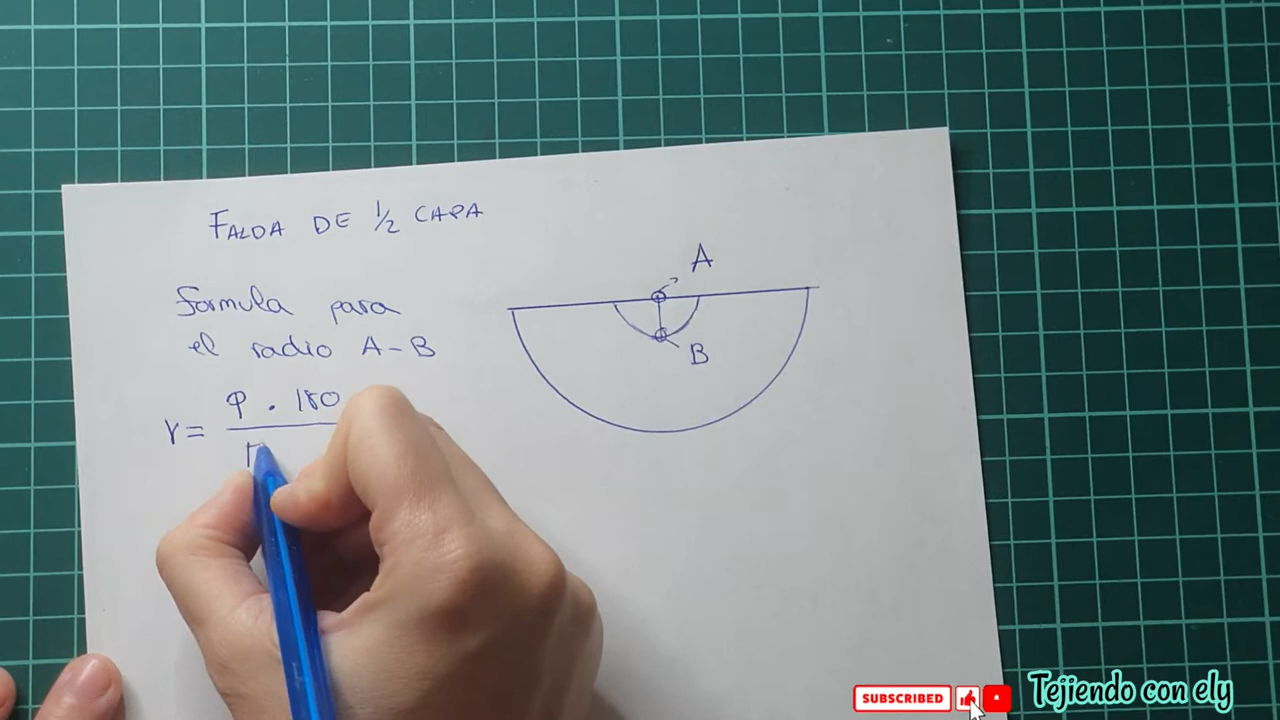 FALDA DE 1/2 CAPA
formula para
el radio A-B
r= P . 180
A
B
SUBSCRIBED
Tejiendo con ely